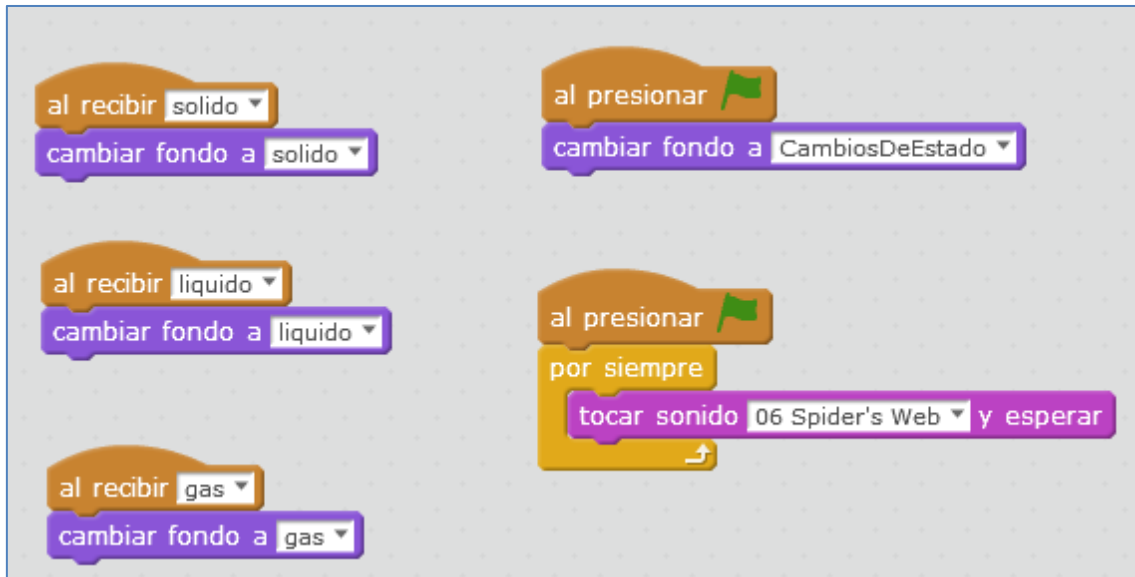 al recibir solido
cambiar fondo a solido
al recibir liquido
cambiar fondo a liquido
al recibir gas
cambiar fondo a gas
al presionar
cambiar fondo a CambiosDeEstado
al presionar
por siempre
tocar sonido 06 Spider's Web y esperar